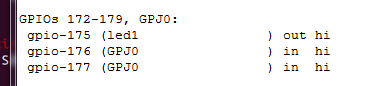 GPIOs 172-179, GPJ0:
 gpio-175 (led1                ) out hi
 gpio-176 (GPJ0                ) in  hi
 gpio-177 (GPJ0                ) in  hi